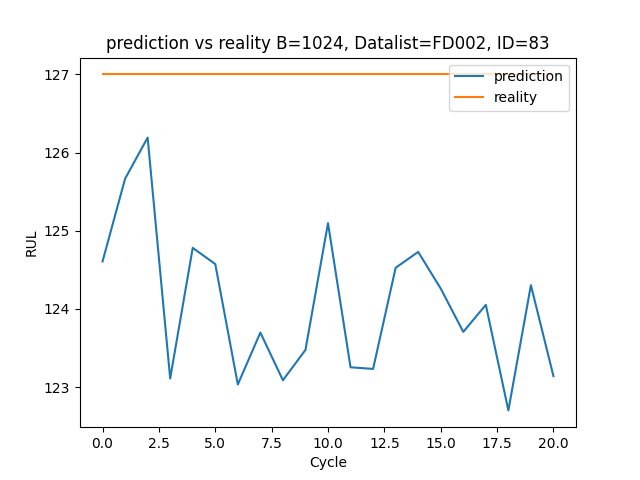 prediction vs reality B=1024, Datalist=FD002, ID=83
127
126
125
124
123
RUL
prediction
reality
0.0 2.5 5.0 7.5 10.0 12.5 15.0 17.5 20.0
Cycle